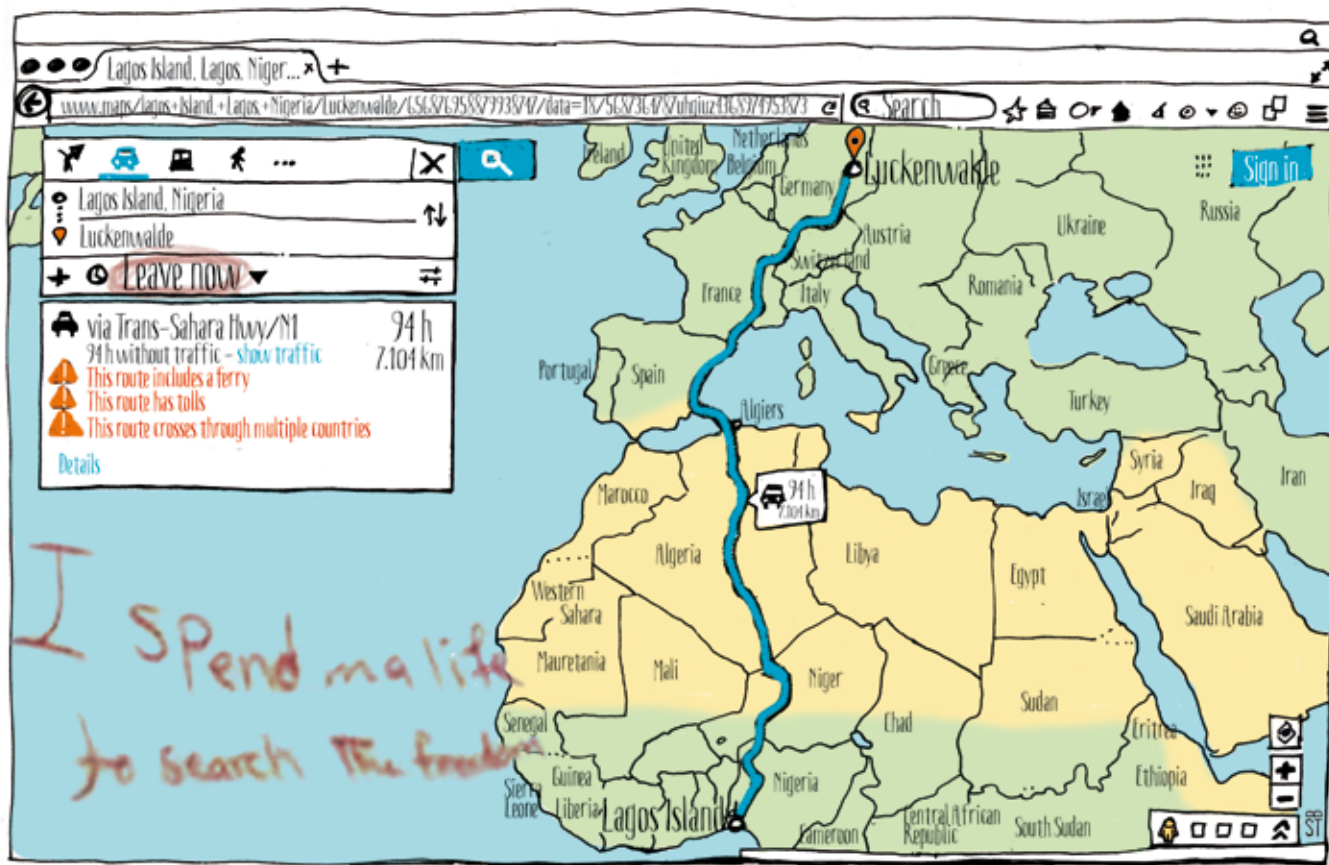 Lagos Island, Lagos, Niger... x +
Search
Lagos Island, Nigeria
Luckenwalde
Leave now
via Trans-Sahara Hwy/N1 94 h
94 h without traffic - show traffic 7.104 km
This route includes a ferry
This route has tolls
This route crosses through multiple countries
Details
Sign in
Ireland
United Kingdom
Netherlands
Belgium
Germany
Luckenwalde
Russia
Ukraine
Austria
Switzerland
France
Italy
Romania
Portugal
Spain
Greece
Turkey
Algiers
Syria
Iraq
Iran
Israel
Marocco
94 h
7.104 km
Algeria
Libya
Egypt
Saudi Arabia
Western
Sahara
Mauretania
Mali
Niger
Chad
Sudan
Eritrea
Senegal
Guinea
Sierra
Leone
Liberia
Lagos Island
Nigeria
Cameroon
Central African
Republic
South Sudan
Ethiopia
I spend ma life
to search The freedom